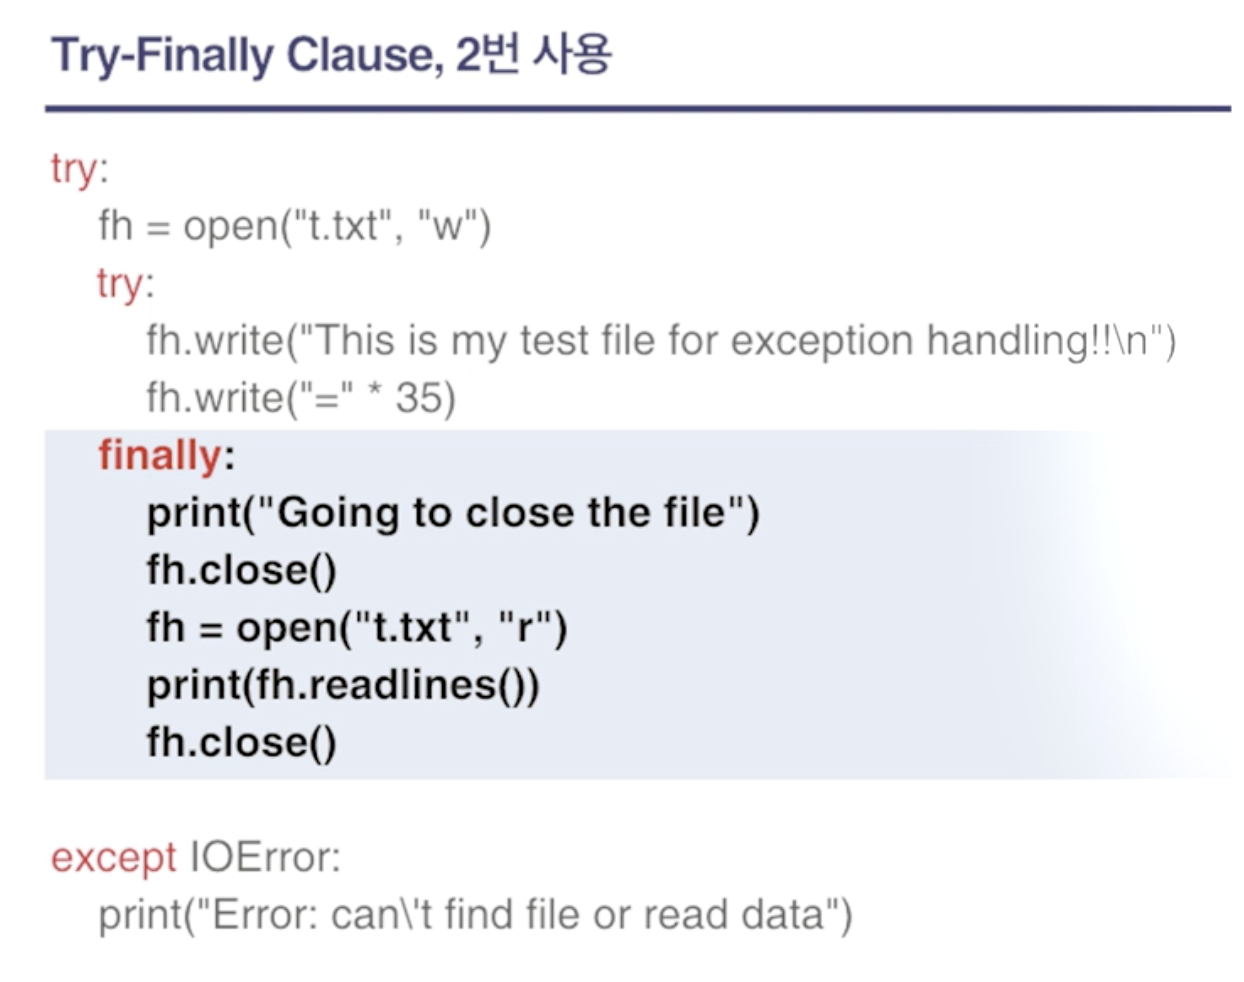 Try-Finally Clause, 2번 사용
try:
fh = open("t.txt", "w")
try:
fh.write("This is my test file for exception handling!!\n")
fh.write("=" * 35)
finally:
print("Going to close the file")
fh.close()
fh = open("t.txt", "r")
print(fh.readlines())
fh.close()
except IOError:
print("Error: can\'t find file or read data")